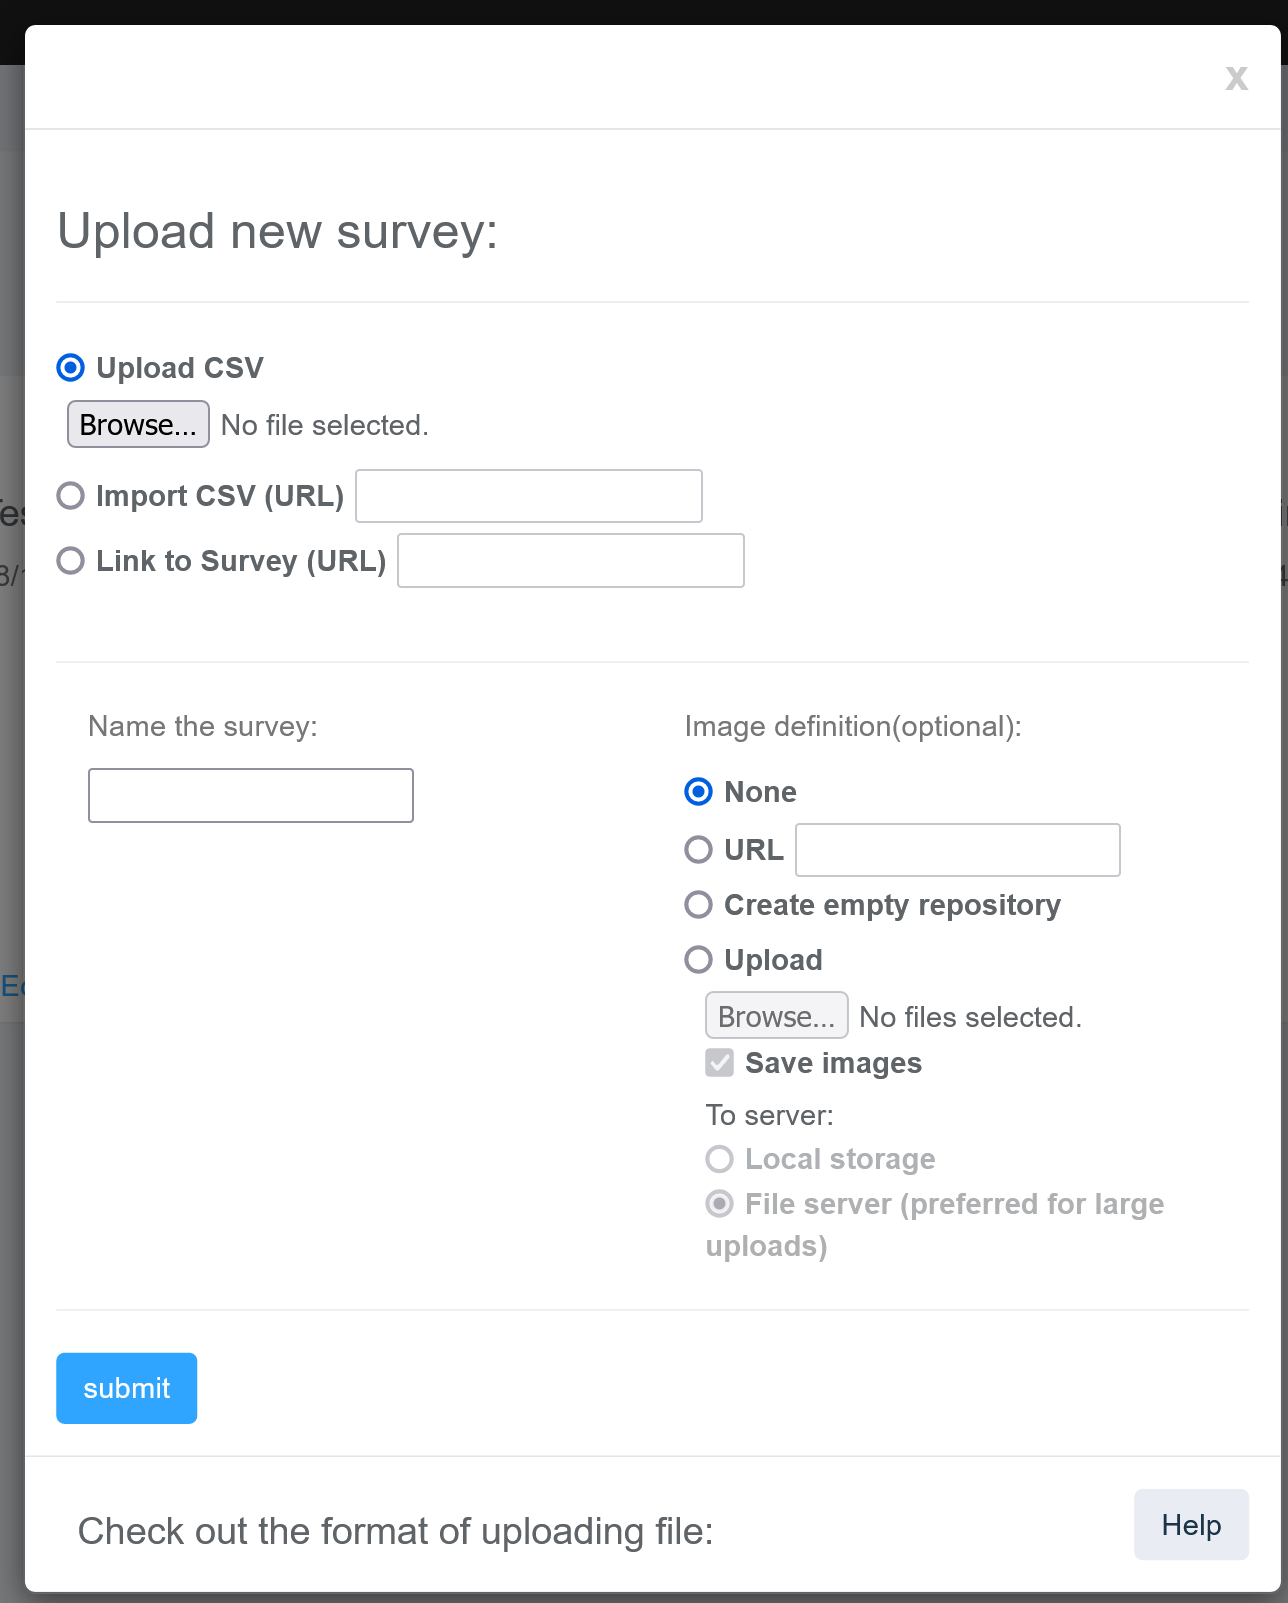 x
Upload new survey:
Upload CSV
Browse... No file selected.
Import CSV (URL)
Link to Survey (URL)
Name the survey:
Image definition(optional):
None
URL
Create empty repository
Upload
Browse... No files selected.
Save images
To server:
Local storage
File server (preferred for large
uploads)
submit
Check out the format of uploading file:
Help